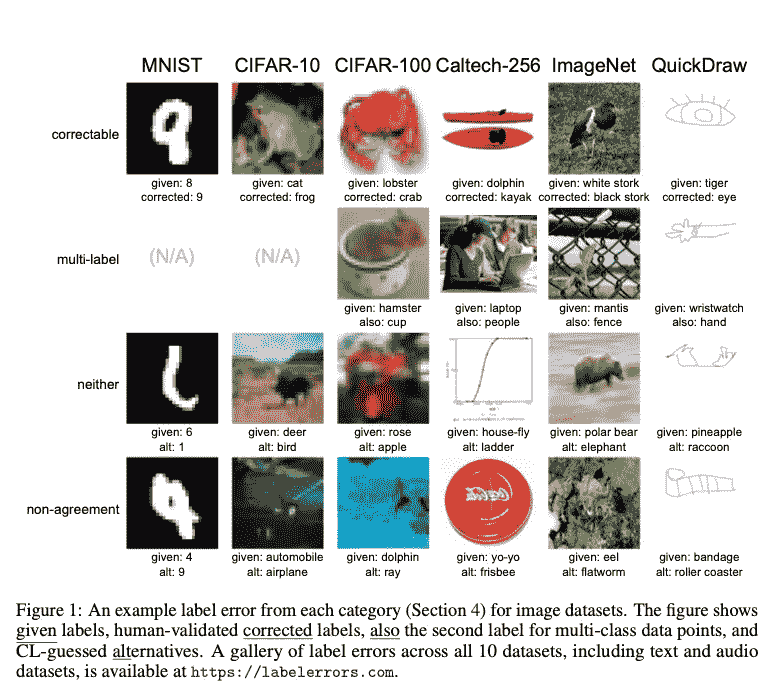 MNIST CIFAR-10 CIFAR-100 Caltech-256 ImageNet QuickDraw
correctable
given: 8 given: cat given: lobster given: dolphin given: white stork given: tiger
corrected: 9 corrected: frog corrected: crab corrected: kayak corrected: black stork corrected: eye
multi-label (N/A) (N/A)
given: hamster given: laptop given: mantis given: wristwatch
also: cup also: people also: fence also: hand
neither
given: 6 given: deer given: rose given: house-fly given: polar bear given: pineapple
alt: 1 alt: bird alt: apple alt: ladder alt: elephant alt: raccoon
non-agreement
Coca-Cola
given: 4 given: automobile given: dolphin given: yo-yo given: eel given: bandage
alt: 9 alt: airplane alt: ray alt: frisbee alt: flatworm alt: roller coaster
Figure 1: An example label error from each category (Section 4) for image datasets. The figure shows
given labels, human-validated corrected labels, also the second label for multi-class data points, and
CL-guessed alternatives. A gallery of label errors across all 10 datasets, including text and audio
datasets, is available at https://labelerrors.com.